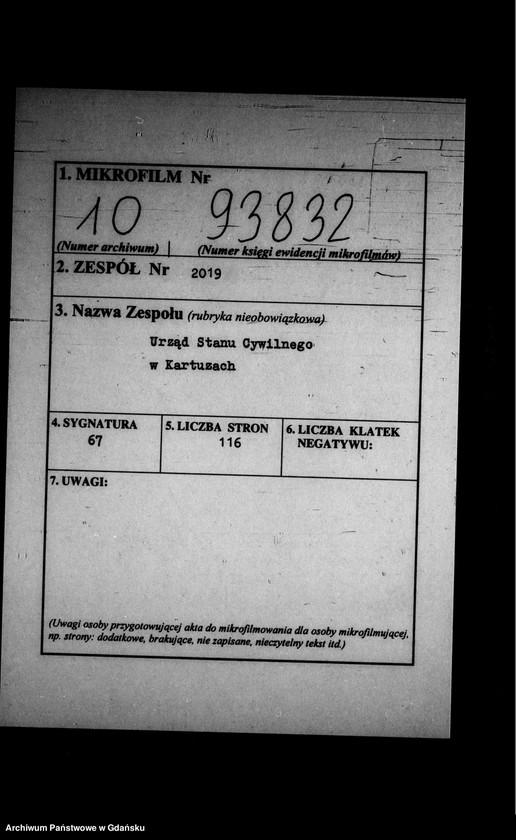 1. MIKROFILM Nr
10 93832
(Numer archiwum) (Numer księgi ewidencji mikrofilmów)
2. ZESPÓŁ Nr 2019
3. Nazwa Zespołu (rubryka nieobowiązkowa)
Urząd Stanu Cywilnego
w Kartuzach
4. SYGNATURA 5. LICZBA STRON 6. LICZBA KLATEK
NEGATYWU:
67 116
7. UWAGI:
(Uwagi osoby przygotowującej akta do mikrofilmowania dla osoby mikrofilmującej,
np. strony: dodatkowe, brakujące, nie zapisane, nieczytelny tekst itd.)
Archiwum Państwowe w Gdańsku